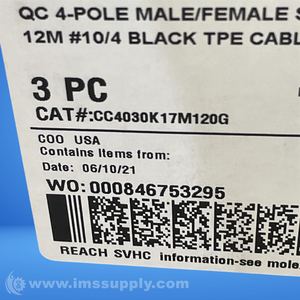 QC 4-POLE MALE/FEMALE
12M #10/4 BLACK TPE CABL
3 PC
CAT#:CC4030K17M120G
COO USA
Contains items from:
Date: 06/10/21
WO: 000846753295
REACH SVHC information-see mole
© www.imssupply.com